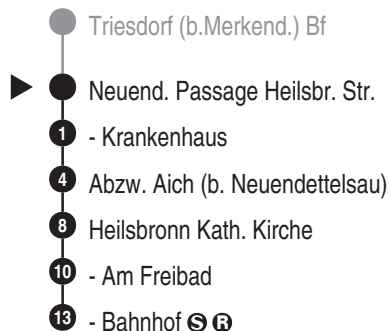 Triesdorf (b.Merkend.) Bf
Neuend. Passage Heilsbr. Str.
1 - Krankenhaus
4 Abzw. Aich (b. Neuendettelsau)
8 Heilsbronn Kath. Kirche
10 - Am Freibad
13 - Bahnhof S R